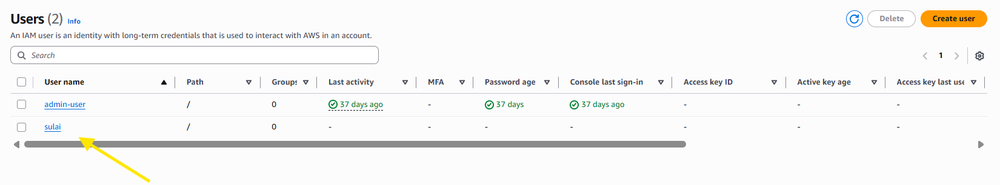 Users (2) Info
Delete
Create user
An IAM user is an identity with long-term credentials that is used to interact with AWS in an account.
Search
1
User name Path Groups Last activity MFA Password age Console last sign-in Access key ID Active key age Access key last use
admin-user / 0 37 days ago - 37 days 37 days ago - - -
sulai / 0 - - - - - - -